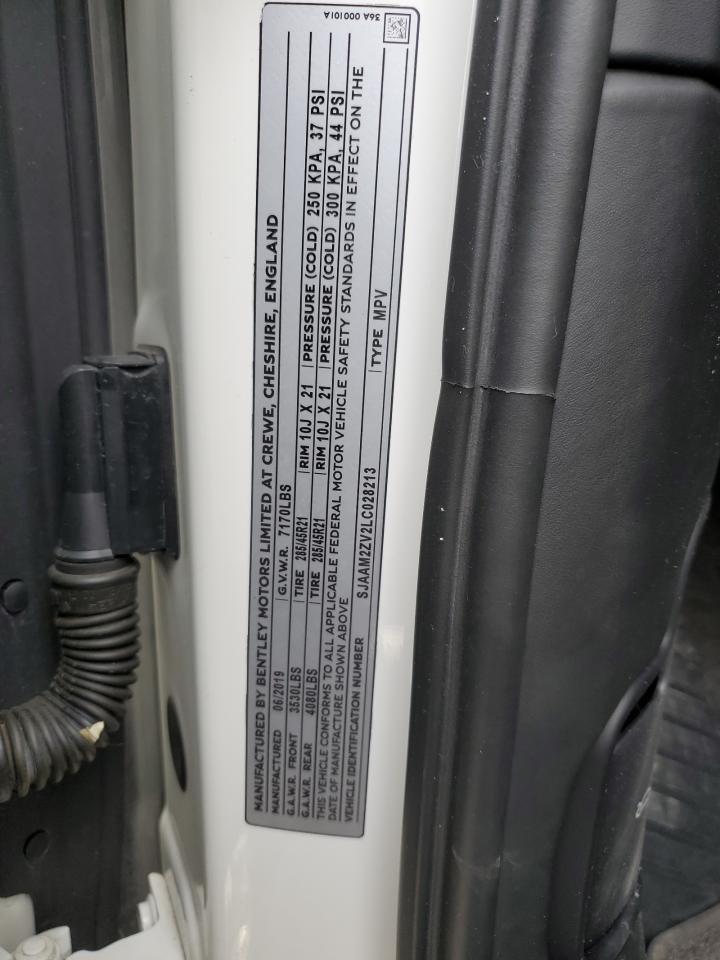 MANUFACTURED BY BENTLEY MOTORS LIMITED AT CREWE, CHESHIRE, ENGLAND
MANUFACTURED 06/2019 G.V.W.R. 7170LBS
G.A.W.R. FRONT 3530LBS TIRE 285/45R21 RIM 10J X 21 PRESSURE (COLD) 250 KPA, 37 PSI
G.A.W.R. REAR 4080LBS TIRE 285/45R21 RIM 10J X 21 PRESSURE (COLD) 300 KPA, 44 PSI
THIS VEHICLE CONFORMS TO ALL APPLICABLE FEDERAL MOTOR VEHICLE SAFETY STANDARDS IN EFFECT ON THE
DATE OF MANUFACTURE SHOWN ABOVE
VEHICLE IDENTIFICATION NUMBER SJAAM2ZV2LC028213 TYPE MPV
36A 000101A